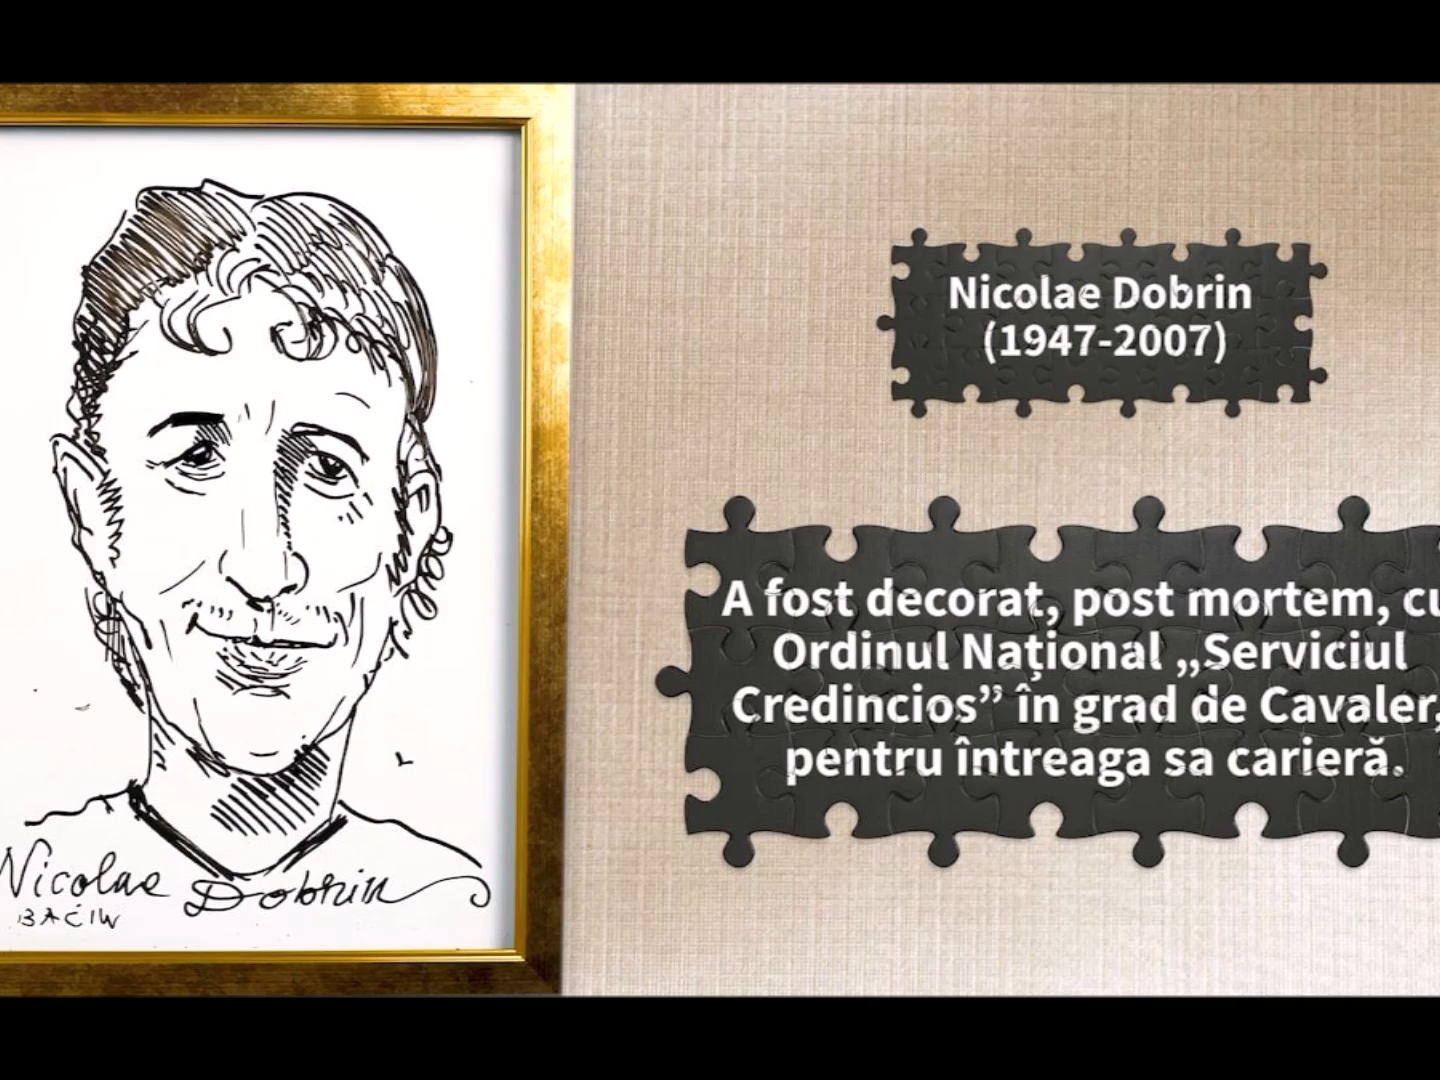 Nicolae Dobrin
(1947-2007)
A fost decorat, post mortem, cu
Ordinul Național „Serviciul
Credincios” în grad de Cavaler,
pentru întreaga sa carieră.
Nicolae Dobrin